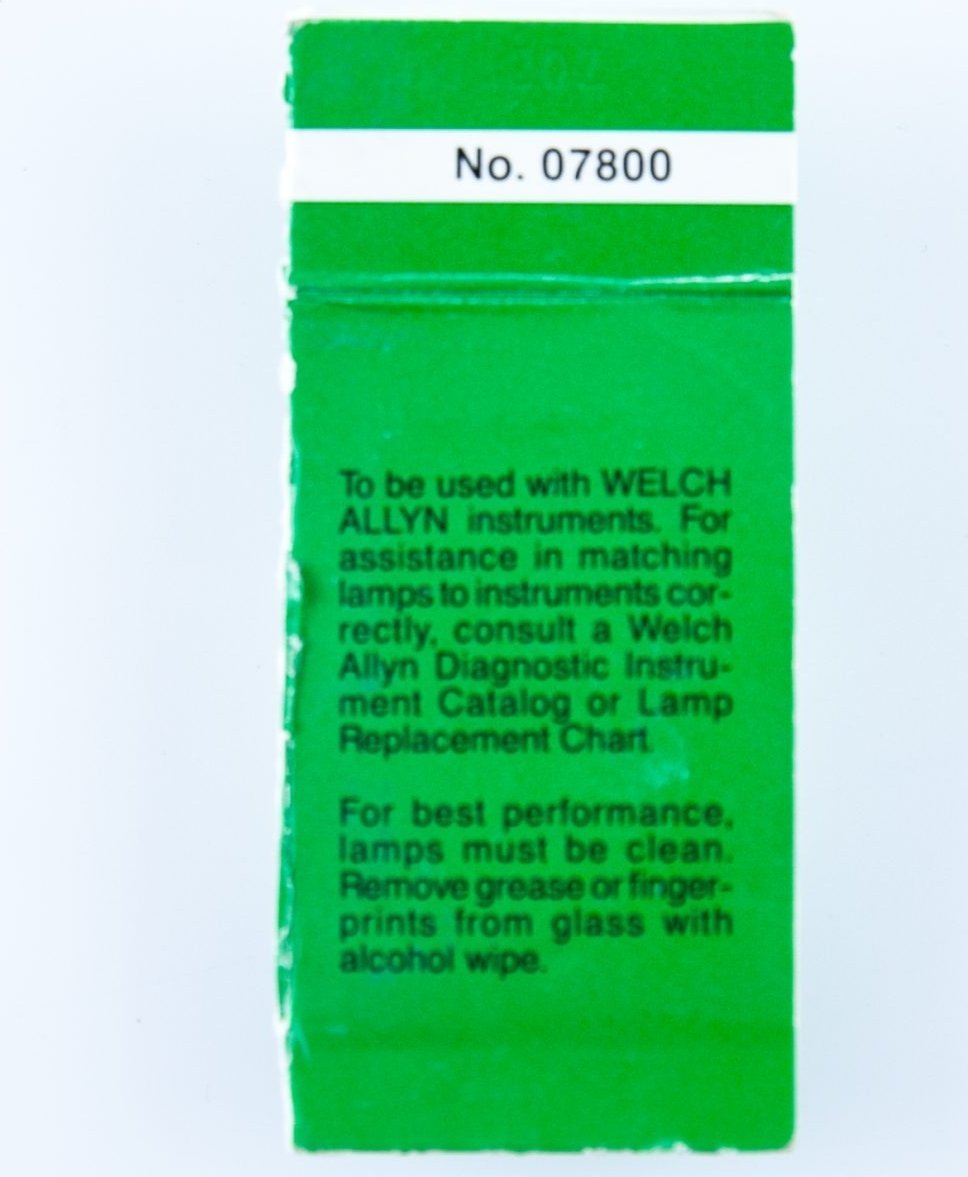 No. 07800
To be used with WELCH
ALLYN instruments. For
assistance in matching
lamps to instruments cor-
rectly, consult a Welch
Allyn Diagnostic Instru-
ment Catalog or Lamp
Replacement Chart.
For best performance,
lamps must be clean.
Remove grease or finger-
prints from glass with
alcohol wipe.